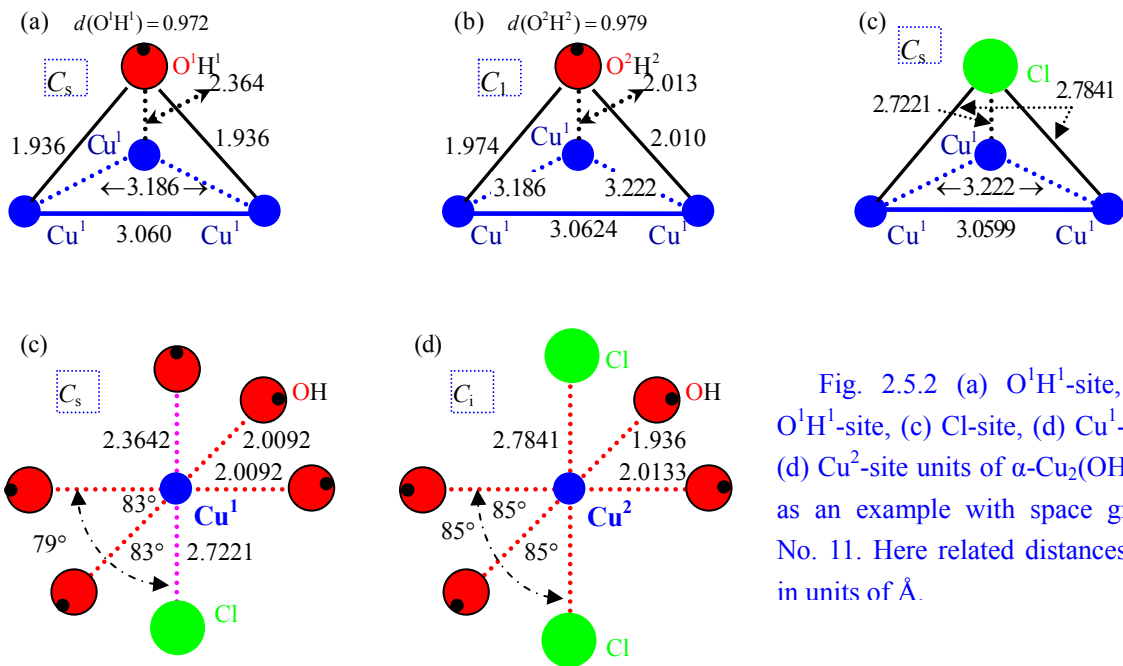 (a) d(O¹H¹) = 0.972
Cs
O¹H¹
2.364
1.936
1.936
Cu¹
←3.186→
Cu¹
3.060
Cu¹
(b) d(O²H²) = 0.979
C1
O²H²
2.013
1.974
2.010
Cu¹
3.186
3.222
Cu¹
3.0624
Cu¹
(c)
Cs
Cl
2.7841
2.7221
Cu¹
←3.222→
Cu¹
3.0599
Cu¹
(c)
Cs
OH
2.3642
2.0092
2.0092
83°
Cu¹
79°
83°
2.7221
Cl
(d)
Cl
Ci
OH
2.7841
1.936
2.0133
85°
Cu²
85°
85°
Cl
Fig. 2.5.2 (a) O¹H¹-site,
O¹H¹-site, (c) Cl-site, (d) Cu¹-
(d) Cu²-site units of α-Cu₂(OH
as an example with space g
No. 11. Here related distances
in units of Å.